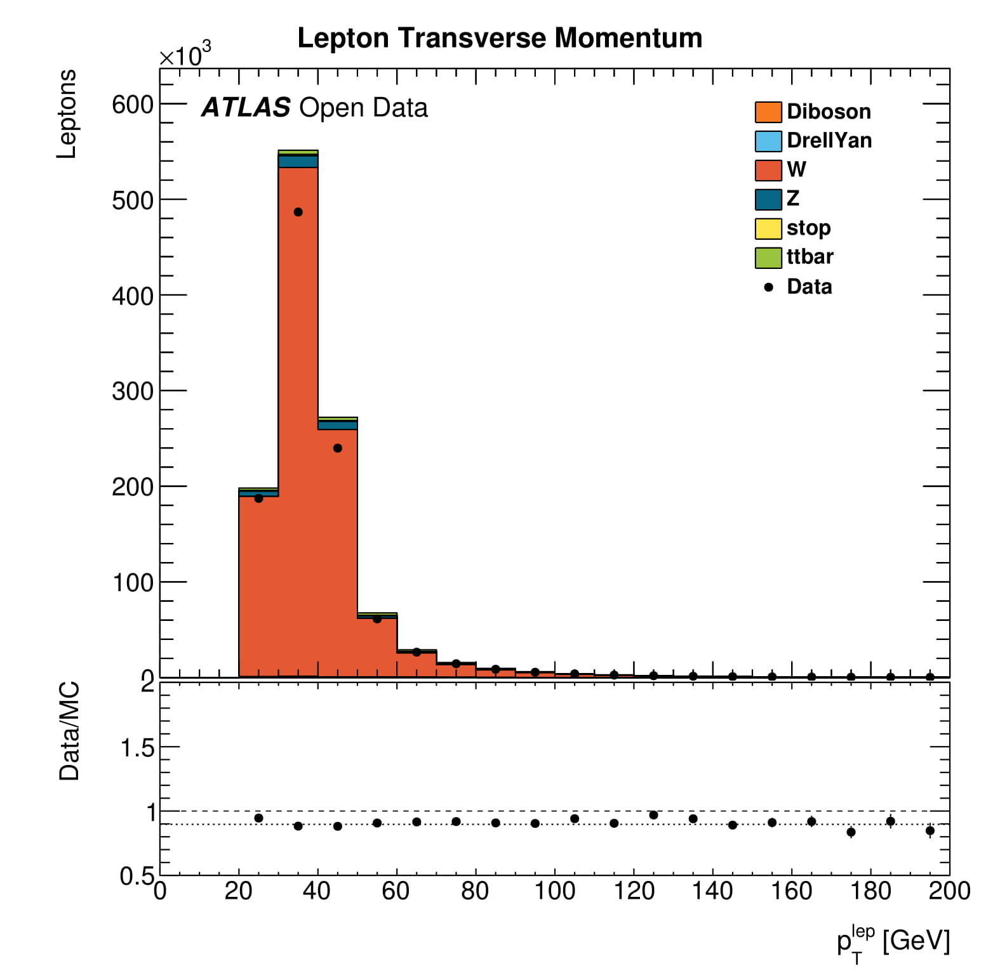 Lepton Transverse Momentum
×10³
Leptons
ATLAS Open Data
Diboson
DrellYan
W
Z
stop
ttbar
Data
600
500
400
300
200
100
0
Data/MC
2
1.5
1
0.5
0 20 40 60 80 100 120 140 160 180 200
p_T^lep [GeV]